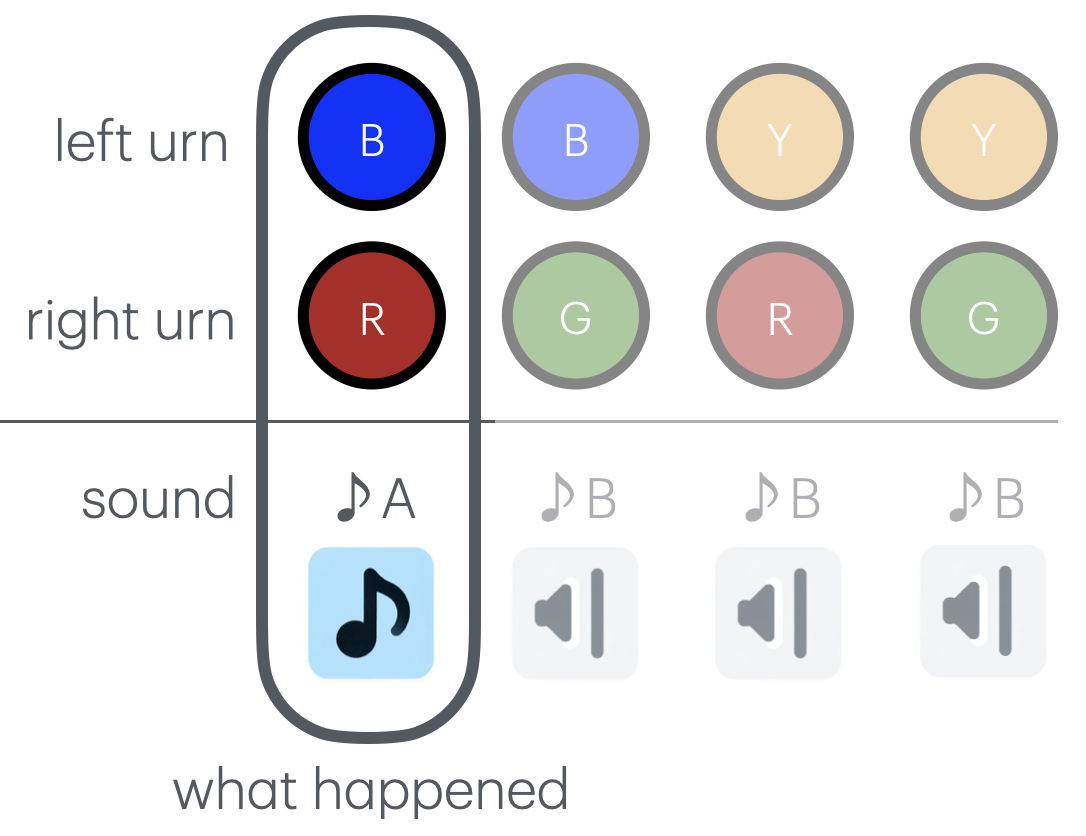 left urn B B Y Y
right urn R G R G
sound ♪ A ♪ B ♪ B ♪ B
what happened